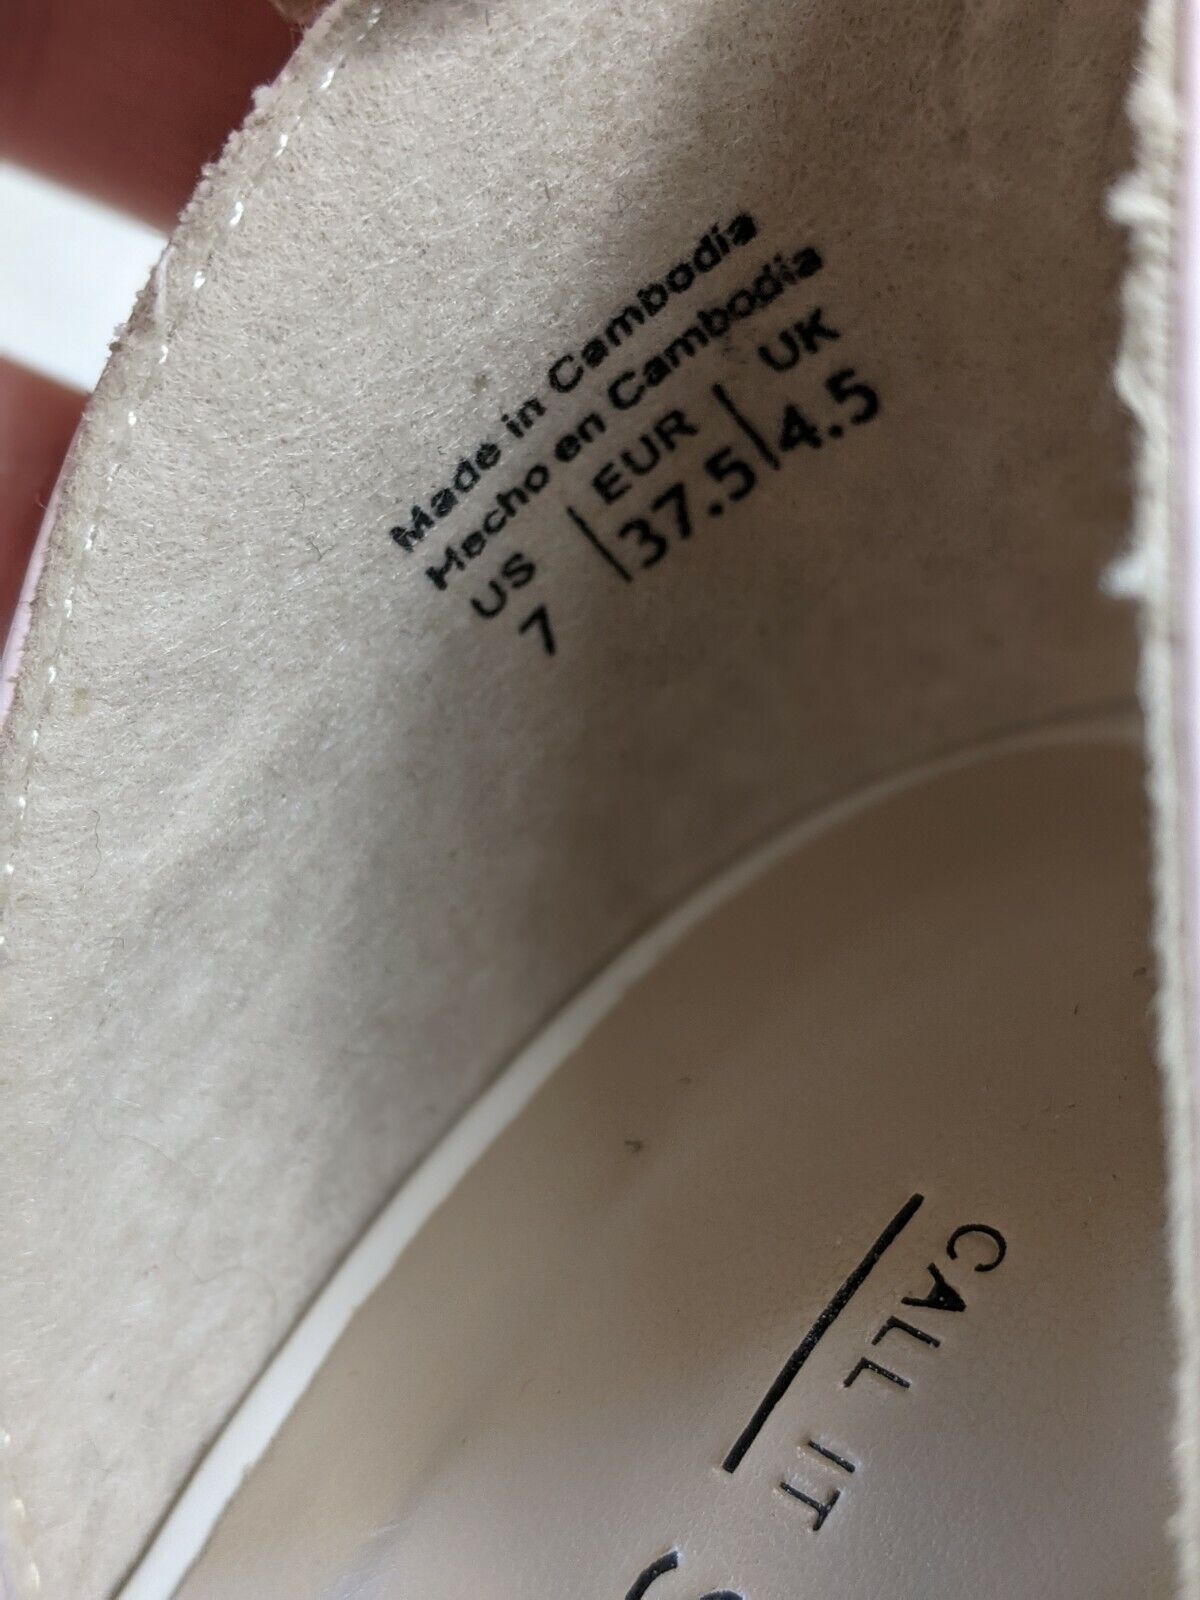 Made in Cambodia
Hecho en Cambodia
US | EUR | UK
7 | 37.5 | 4.5
CALL IT